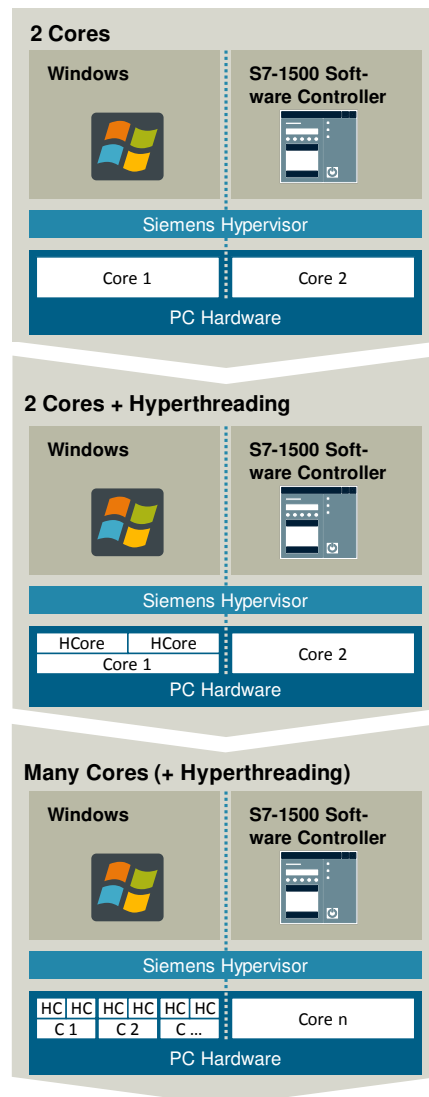 2 Cores
Windows
S7-1500 Soft-
ware Controller
Siemens Hypervisor
Core 1
Core 2
PC Hardware
2 Cores + Hyperthreading
Windows
S7-1500 Soft-
ware Controller
Siemens Hypervisor
HCore HCore
Core 1
Core 2
PC Hardware
Many Cores (+ Hyperthreading)
Windows
S7-1500 Soft-
ware Controller
Siemens Hypervisor
HC HC HC HC HC HC
C 1 C 2 C ...
Core n
PC Hardware